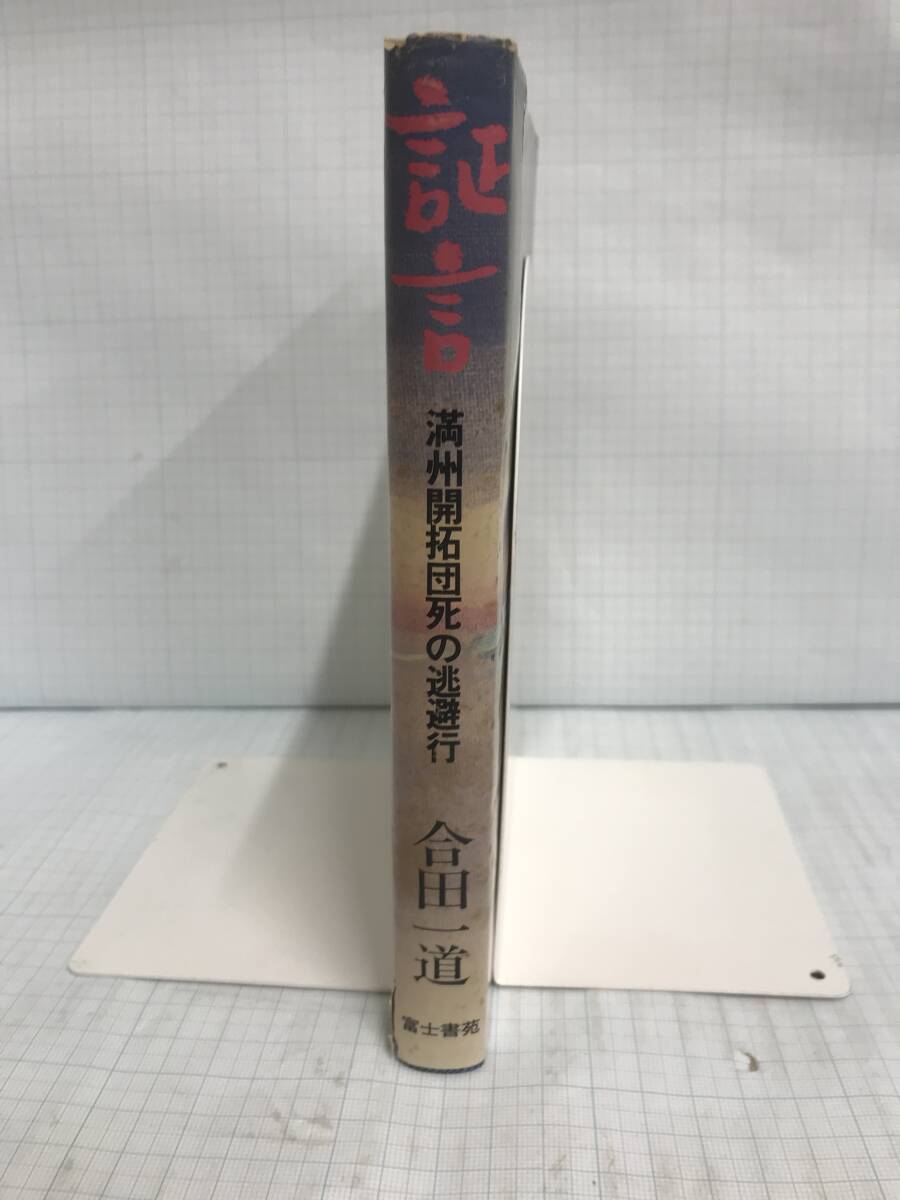 証言
満州開拓団死の逃避行
合田一道
富士書苑